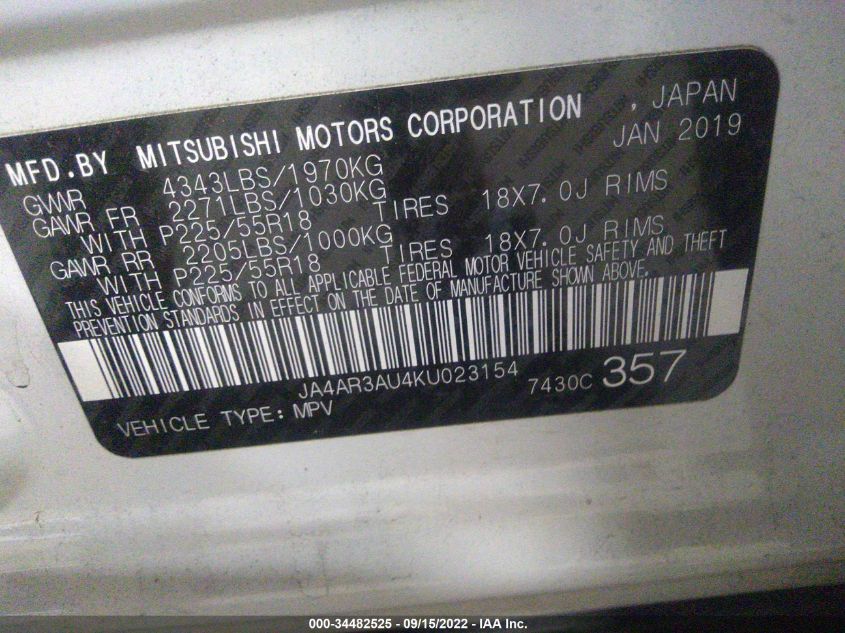 MFD.BY MITSUBISHI MOTORS CORPORATION , JAPAN
JAN 2019
GVWR 4343LBS/1970KG
GAWR FR 2271LBS/1030KG
WITH P225/55R18 TIRES 18X7.0J RIMS
GAWR RR 2205LBS/1000KG
WITH P225/55R18 TIRES 18X7.0J RIMS
THIS VEHICLE CONFORMS TO ALL APPLICABLE FEDERAL MOTOR VEHICLE SAFETY AND THEFT
PREVENTION STANDARDS IN EFFECT ON THE DATE OF MANUFACTURE SHOWN ABOVE.
JA4AR3AU4KU023154 7430C 357
VEHICLE TYPE: MPV
000-34482525 - 09/15/2022 - IAA Inc.